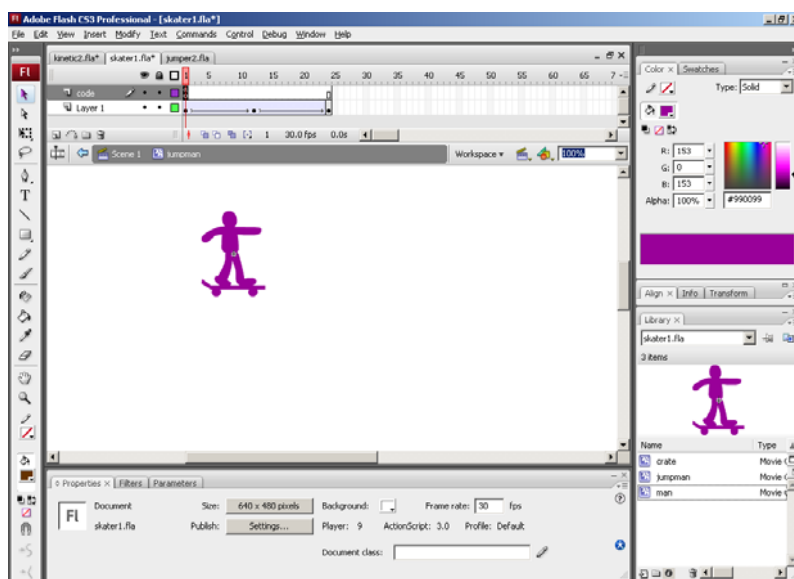 Adobe Flash CS3 Professional - [skater1.fla*]
File Edit View Insert Modify Text Commands Control Debug Window Help
kinetic2.fla* skater1.fla* jumper2.fla
5 10 15 20 25 30 35 40 45 50 55 60 65 7
code
Layer 1
1 30.0 fps 0.0s
Scene 1 jumpman Workspace 100%
Fl
T
Color Swatches
Type: Solid
R: 153
G: 0
B: 153
Alpha: 100% #990099
Align Info Transform
Library
skater1.fla
3 items
Name Type
crate Movie
jumpman Movie
man Movie
Properties Filters Parameters
Fl Document Size: 640 x 480 pixels Background: Frame rate: 30 fps
skater1.fla Publish: Settings... Player: 9 ActionScript: 3.0 Profile: Default
Document class: